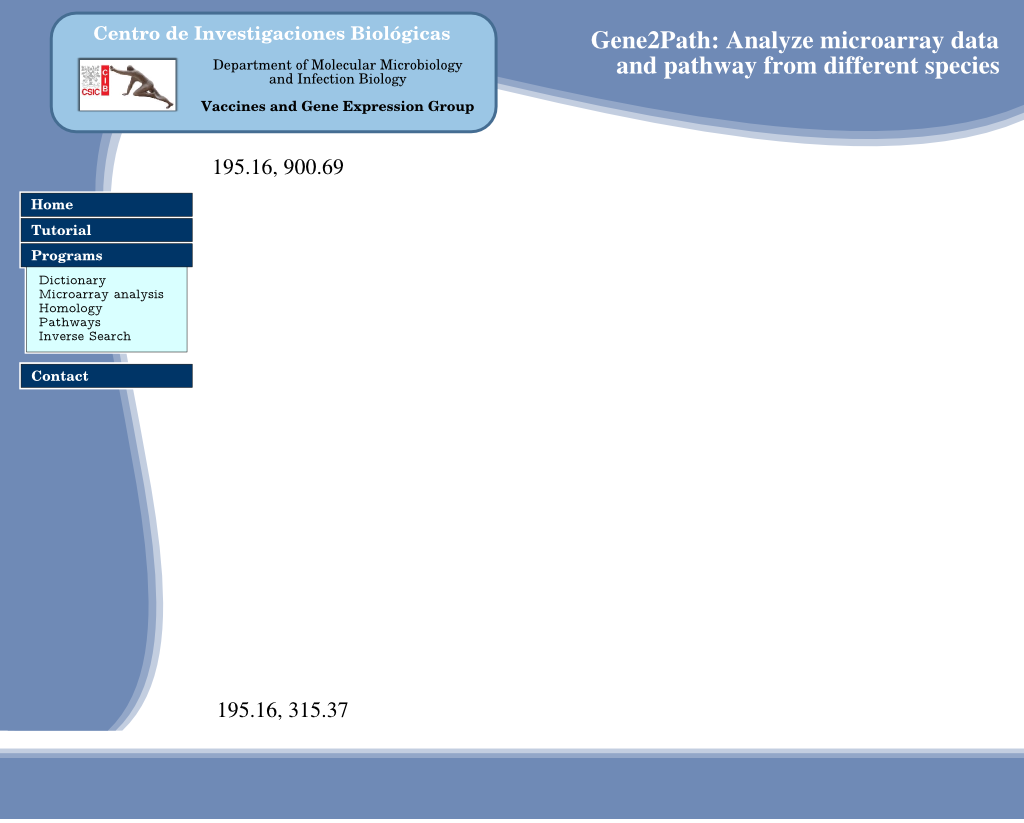 Centro de Investigaciones Biológicas
Department of Molecular Microbiology
and Infection Biology
Vaccines and Gene Expression Group
CSIC
CIB
Gene2Path: Analyze microarray data
and pathway from different species
195.16, 900.69
Home
Tutorial
Programs
Dictionary
Microarray analysis
Homology
Pathways
Inverse Search
Contact
195.16, 315.37